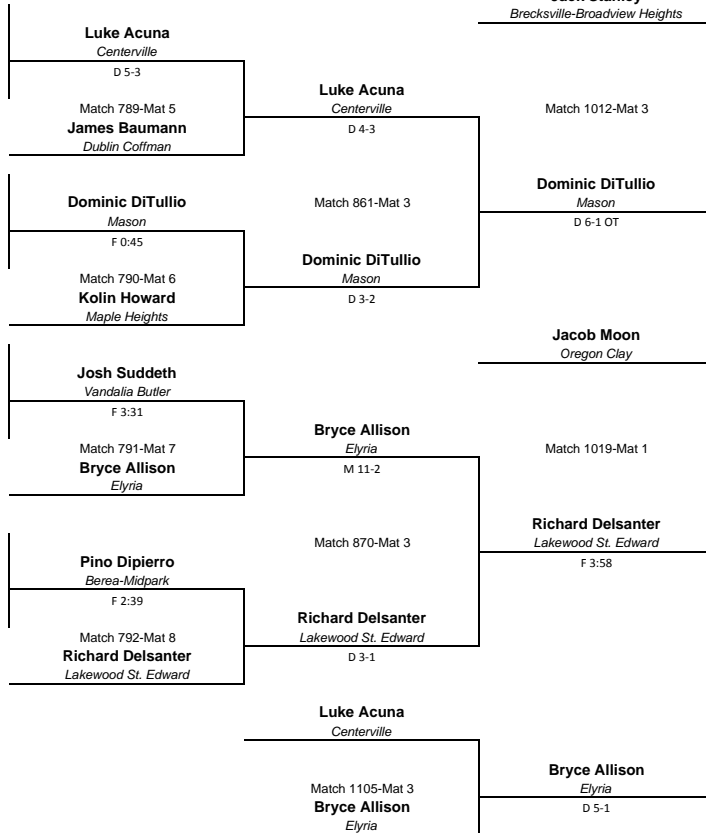 Luke Acuna
Centerville
D 5-3
Match 789-Mat 5
James Baumann
Dublin Coffman
Dominic DiTullio
Mason
F 0:45
Match 790-Mat 6
Kolin Howard
Maple Heights
Josh Suddeth
Vandalia Butler
F 3:31
Match 791-Mat 7
Bryce Allison
Elyria
Pino Dipierro
Berea-Midpark
F 2:39
Match 792-Mat 8
Richard Delsanter
Lakewood St. Edward
Luke Acuna
Centerville
D 4-3
Match 861-Mat 3
Dominic DiTullio
Mason
D 3-2
Bryce Allison
Elyria
M 11-2
Match 870-Mat 3
Richard Delsanter
Lakewood St. Edward
D 3-1
Luke Acuna
Centerville
Match 1105-Mat 3
Bryce Allison
Elyria
Jack Stanley
Brecksville-Broadview Heights
Match 1012-Mat 3
Dominic DiTullio
Mason
D 6-1 OT
Jacob Moon
Oregon Clay
Match 1019-Mat 1
Richard Delsanter
Lakewood St. Edward
F 3:58
Bryce Allison
Elyria
D 5-1